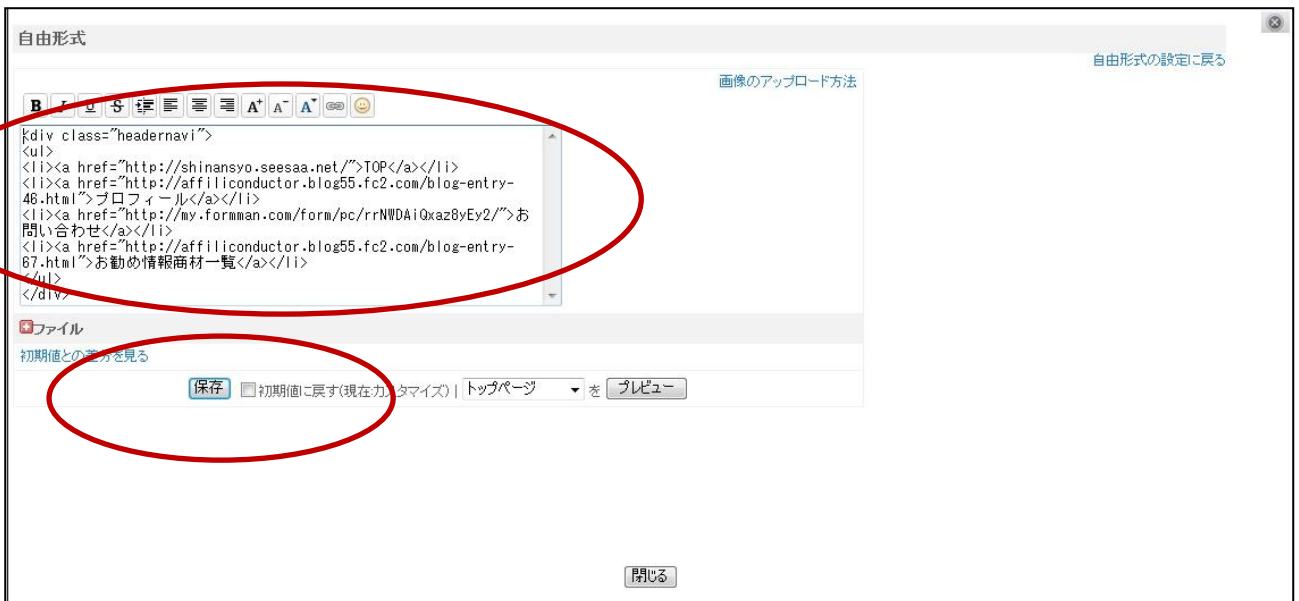 自由形式
自由形式の設定に戻る
画像のアップロード方法
B I U S A+ A- A
<div class="headernavi">
<ul>
<li><a href="http://shinansyo.seesaa.net/">TOP</a></li>
<li><a href="http://affiliconductor.blog55.fc2.com/blog-entry-
46.html">プロフィール</a></li>
<li><a href="http://my.formman.com/form/pc/rrNWDAiQxaz8yEy2/">お
問い合わせ</a></li>
<li><a href="http://affiliconductor.blog55.fc2.com/blog-entry-
67.html">お勧め情報商材一覧</a></li>
</ul>
</div>
ファイル
初期値との差分を見る
保存 初期値に戻す(現在:カスタマイズ) | トップページ を プレビュー
閉じる